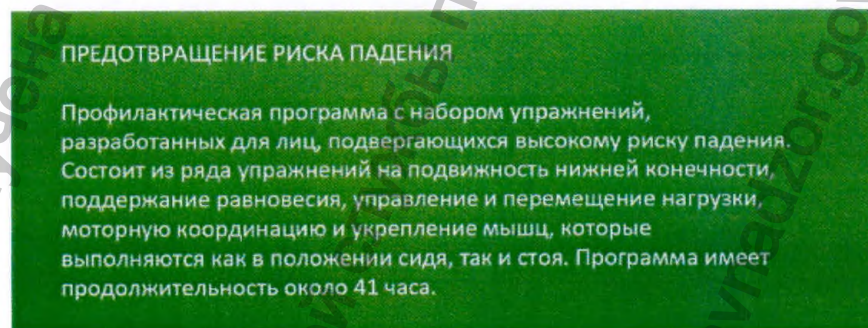 ПРЕДОТВРАЩЕНИЕ РИСКА ПАДЕНИЯ
Профилактическая программа с набором упражнений,
разработанных для лиц, подвергающихся высокому риску падения.
Состоит из ряда упражнений на подвижность нижней конечности,
поддержание равновесия, управление и перемещение нагрузки,
моторную координацию и укрепление мышц, которые
выполняются как в положении сидя, так и стоя. Программа имеет
продолжительность около 41 часа.